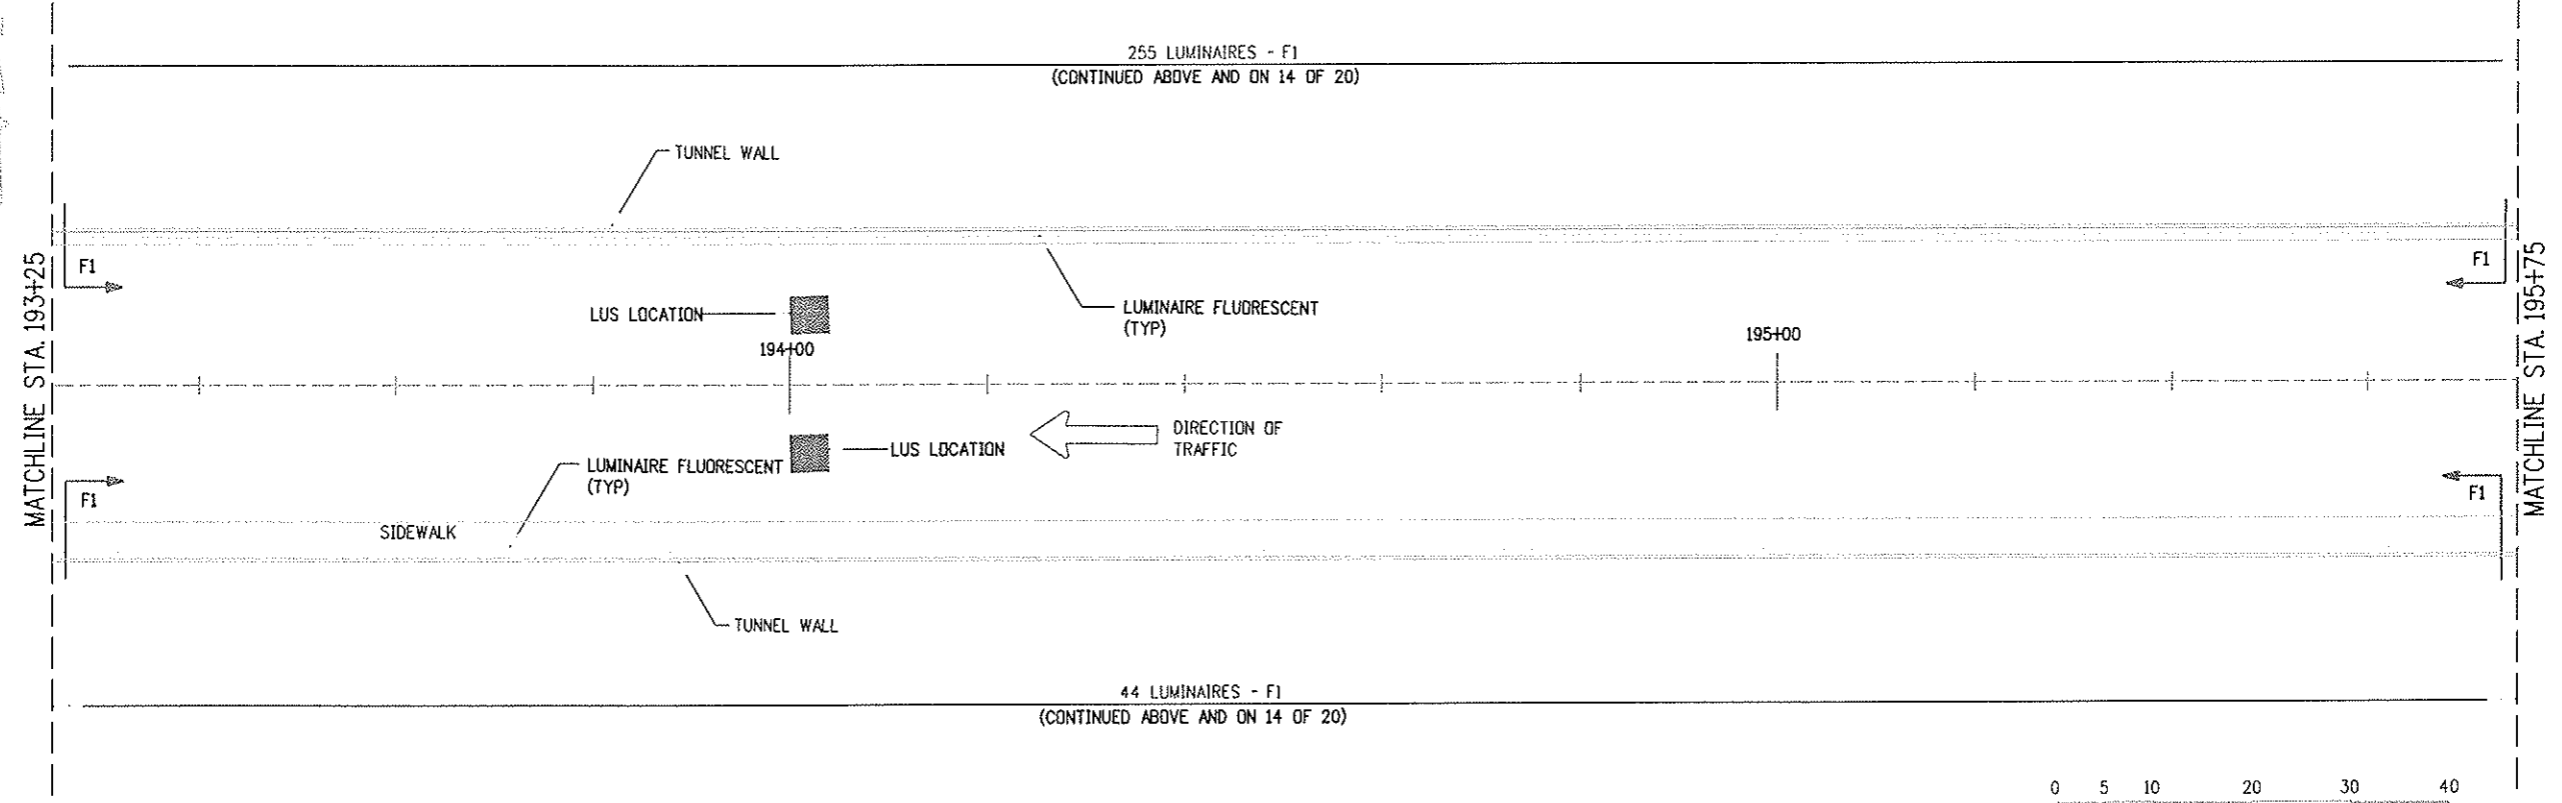 255 LUMINAIRES - F1
(CONTINUED ABOVE AND ON 14 OF 20)
TUNNEL WALL
MATCHLINE STA. 193+25
F1
F1
MATCHLINE STA. 195+75
LUS LOCATION
LUMINAIRE FLUORESCENT
(TYP)
194+00
195+00
DIRECTION OF
TRAFFIC
LUS LOCATION
LUMINAIRE FLUORESCENT
(TYP)
F1
F1
SIDEWALK
TUNNEL WALL
44 LUMINAIRES - F1
(CONTINUED ABOVE AND ON 14 OF 20)
0 5 10 20 30 40